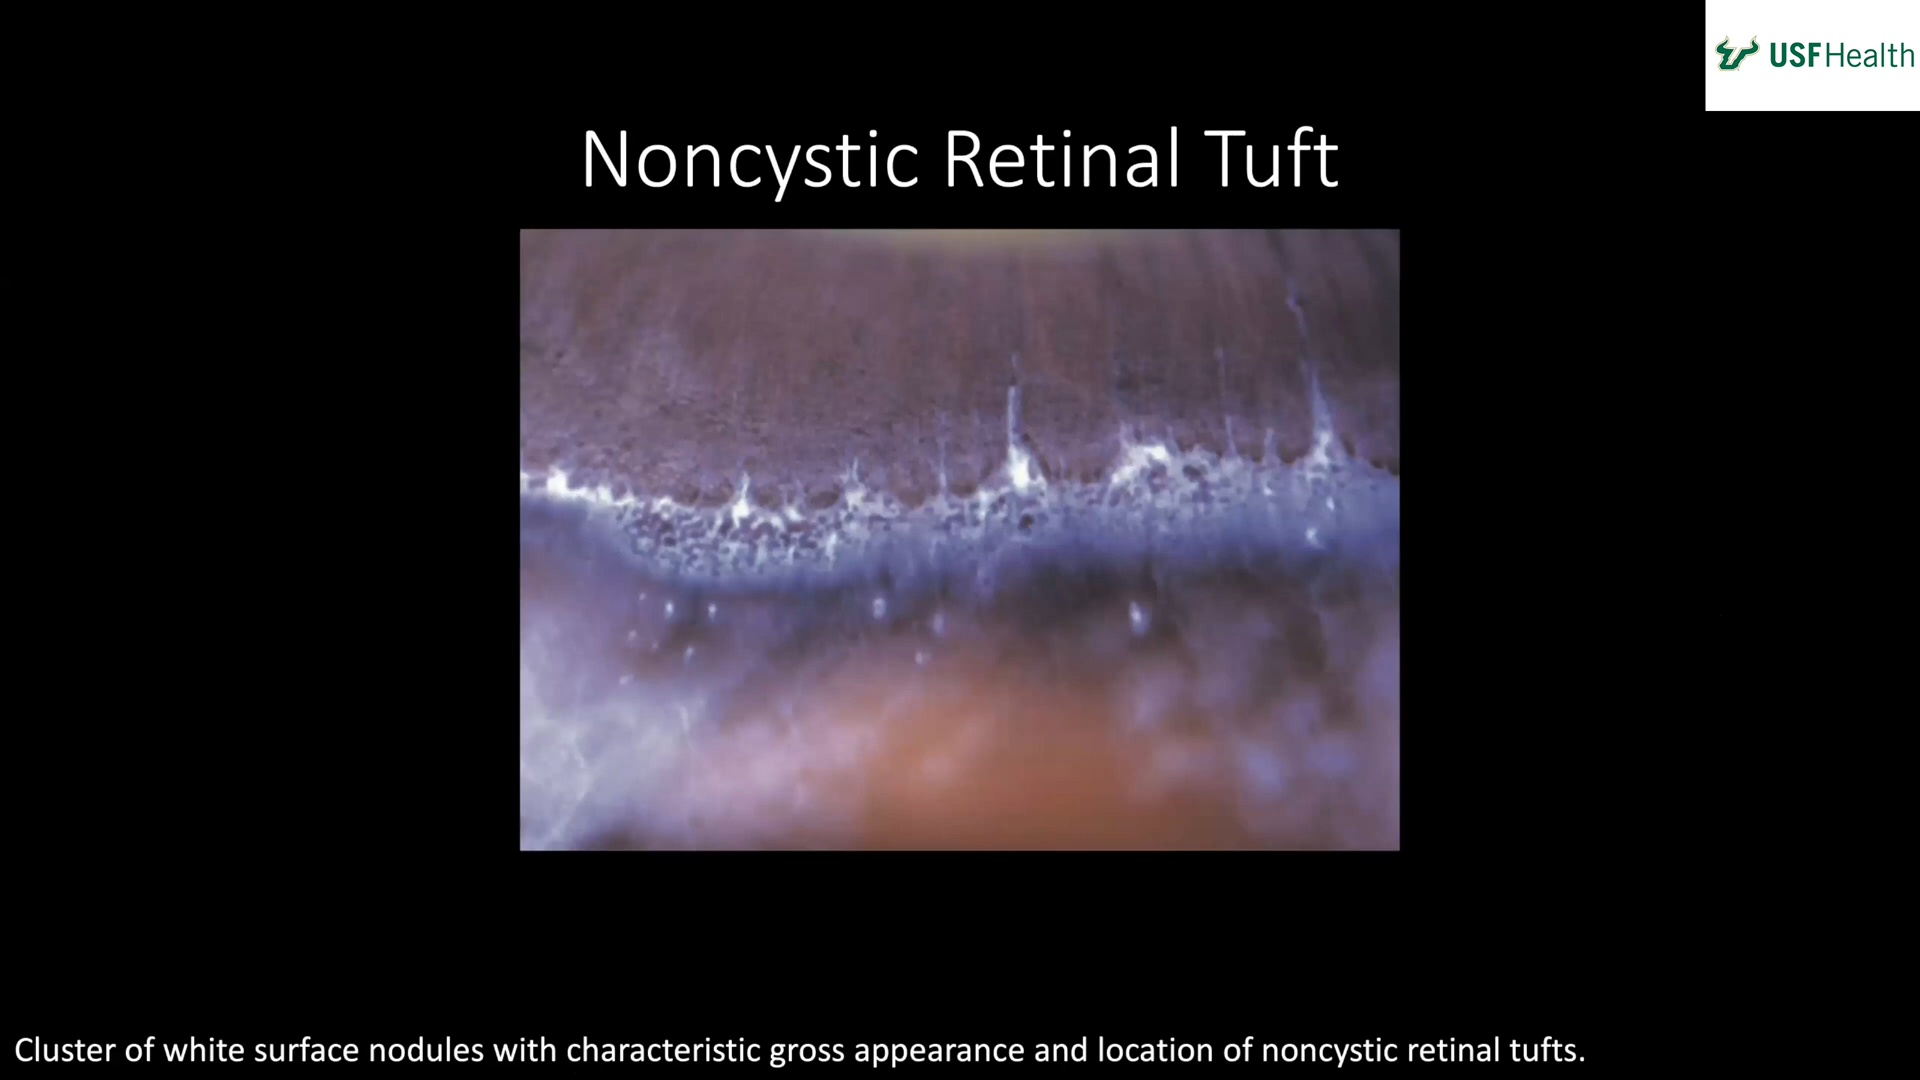 USFHealth
Noncystic Retinal Tuft
Cluster of white surface nodules with characteristic gross appearance and location of noncystic retinal tufts.